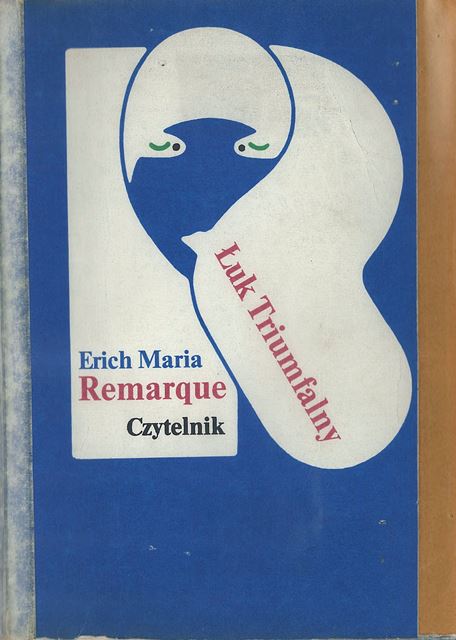 Łuk Triumfalny
Erich Maria
Remarque
Czytelnik